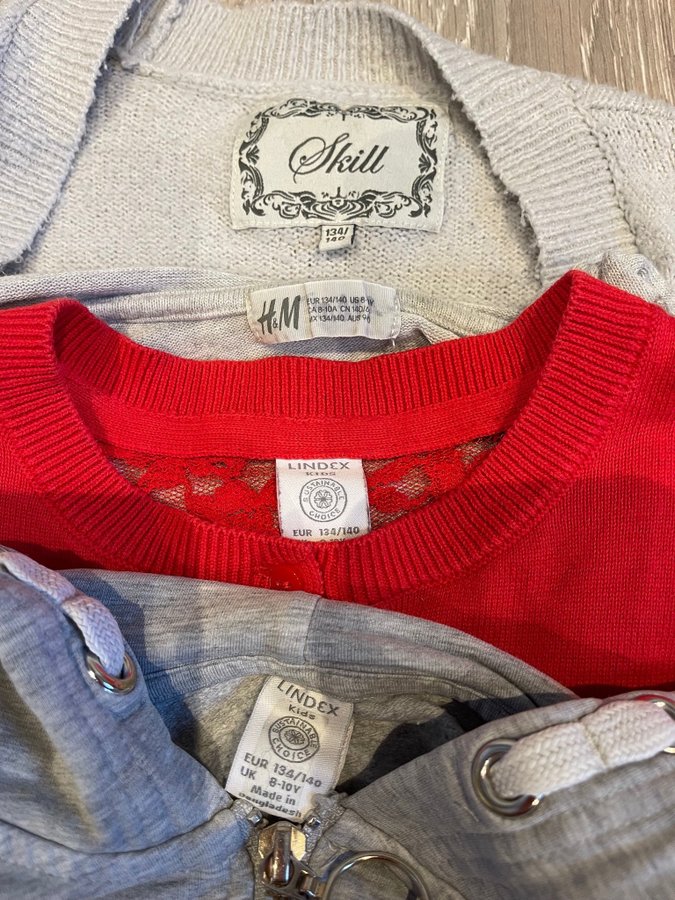 Skill
134/
140
H&M
EUR 134/140 US 8-10Y
CA 8-10A CN 140/6
MX 134/140 AUS 9
LINDEX
KIDS
SUSTAINABLE
CHOICE
EUR 134/140
LINDEX
Kids
SUSTAINABLE
CHOICE
EUR 134/140
UK 8-10Y
Made in
Bangladesh